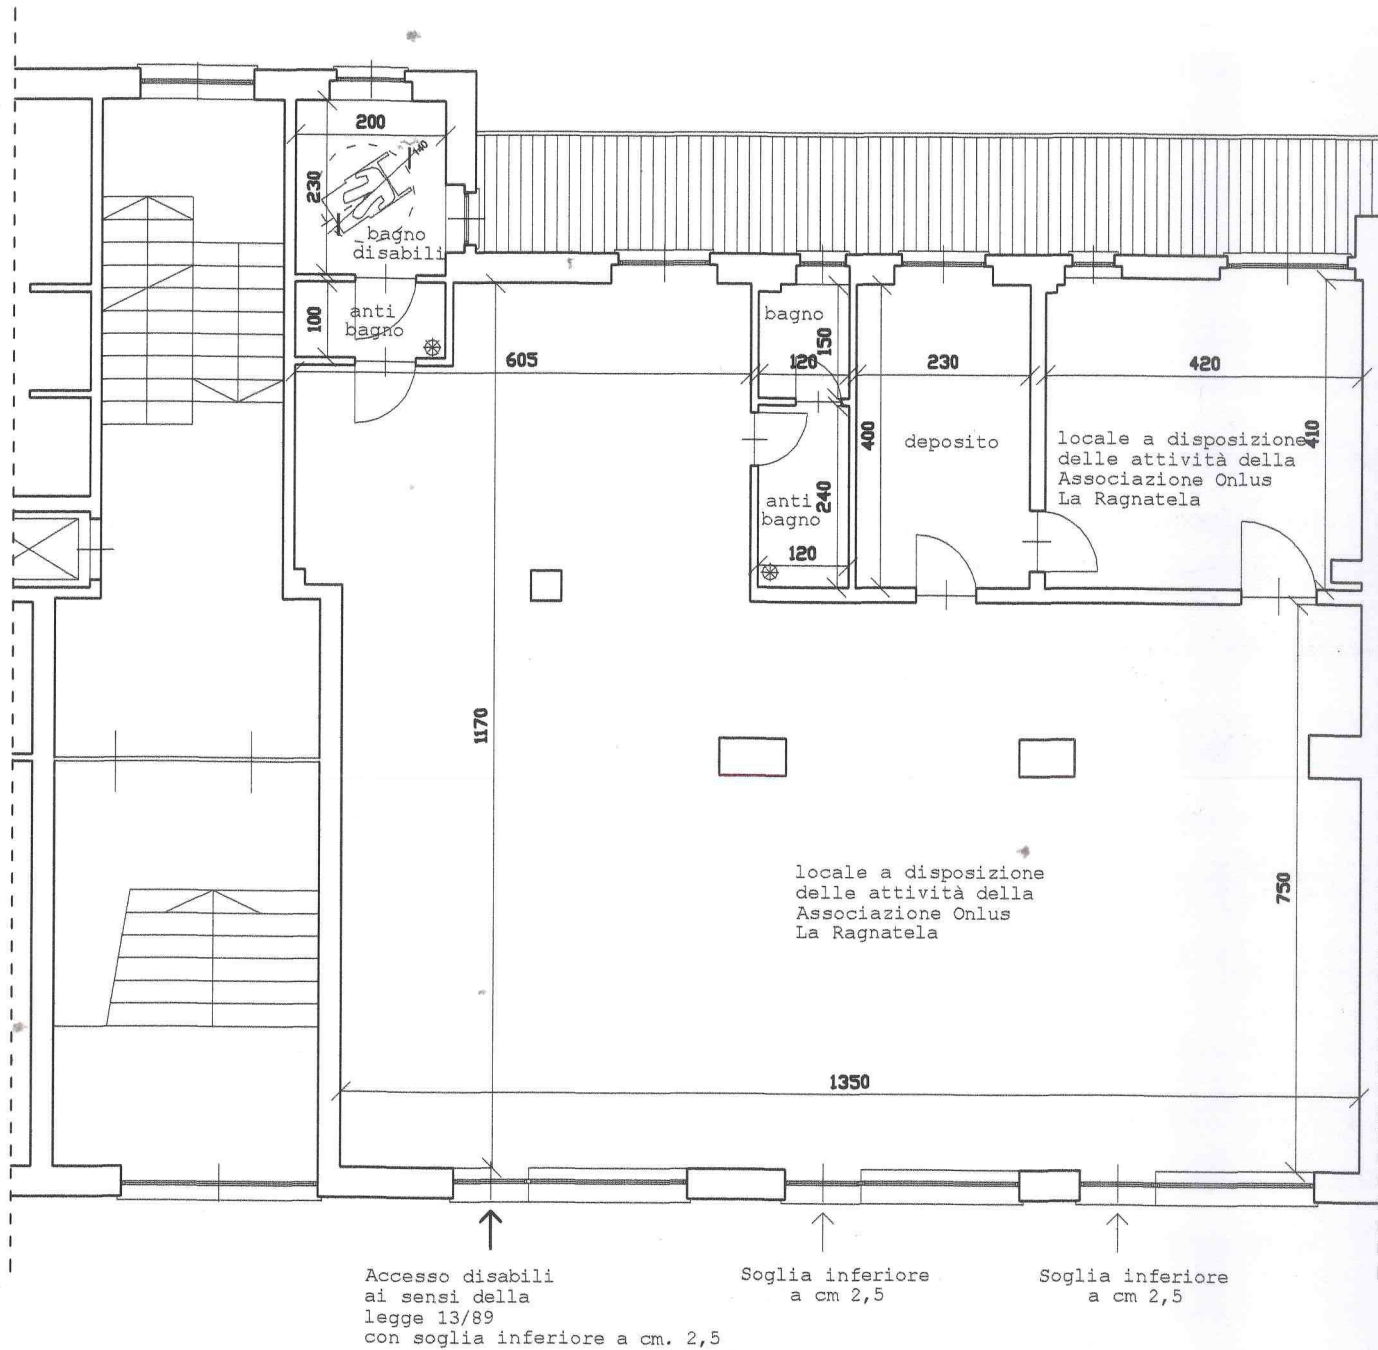 200
140
230
bagno
disabili
100
anti
bagno
605
bagno
150
120
230
420
400
deposito
locale a disposizione
delle attività della
Associazione Onlus
La Ragnatela
410
anti
bagno
240
120
1170
locale a disposizione
delle attività della
Associazione Onlus
La Ragnatela
750
1350
Accesso disabili
ai sensi della
legge 13/89
con soglia inferiore a cm. 2,5
Soglia inferiore
a cm 2,5
Soglia inferiore
a cm 2,5